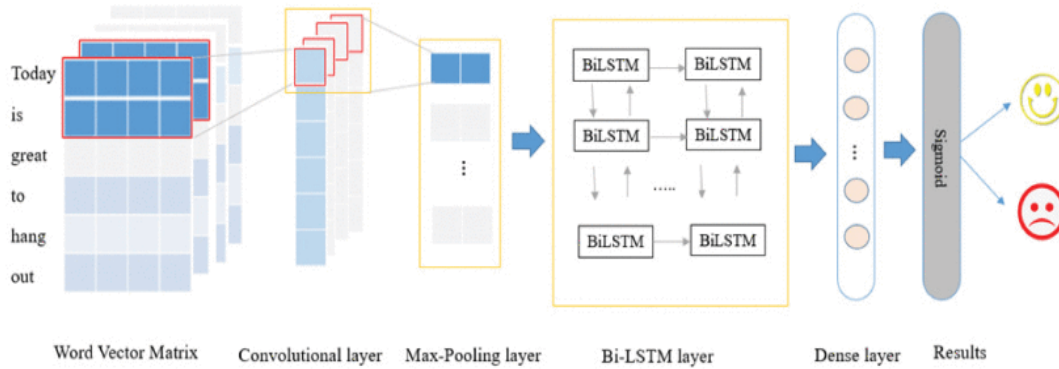 Today
is
great
to
hang
out
BiLSTM BiLSTM
BiLSTM BiLSTM
.....
BiLSTM BiLSTM
...
...
Sigmoid
Word Vector Matrix Convolutional layer Max-Pooling layer Bi-LSTM layer Dense layer Results